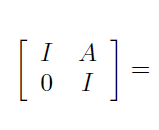 [ I A
0 I ] =